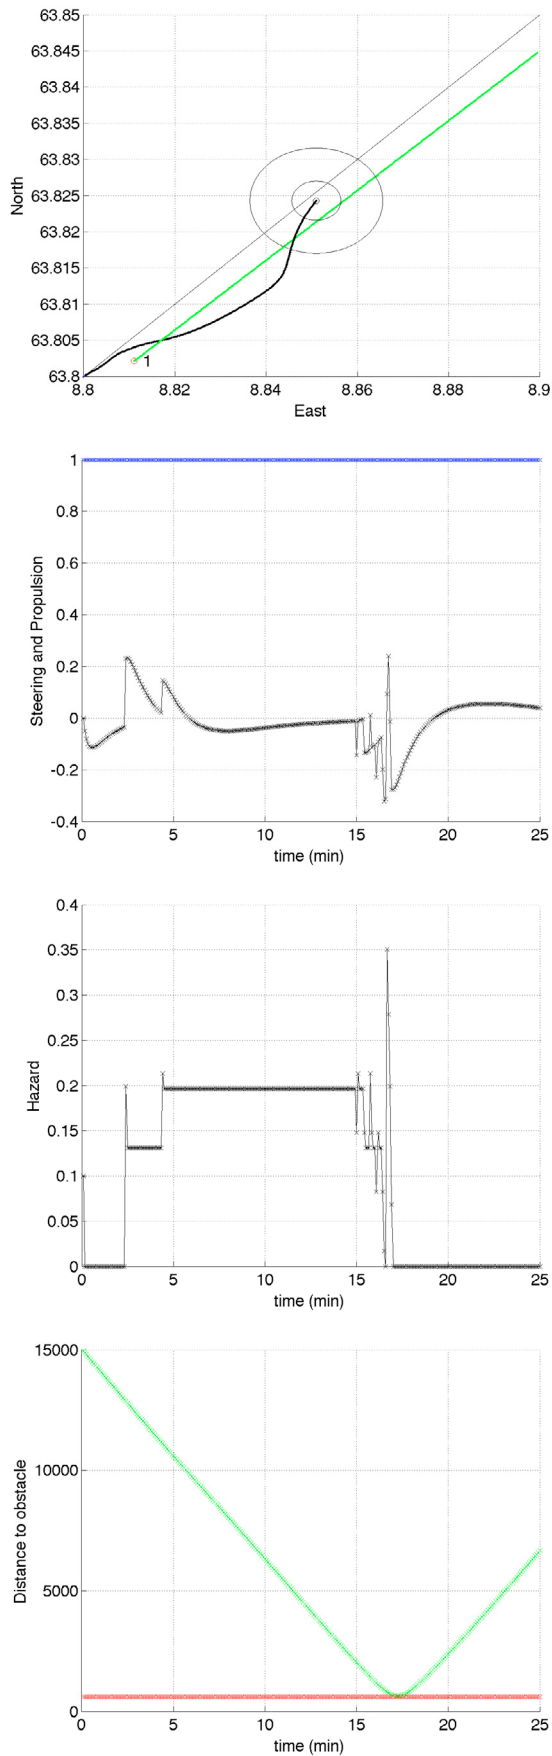 63.85
63.845
63.84
63.835
63.83
63.825
63.82
63.815
63.81
63.805
63.8
North
1
8.8 8.82 8.84 8.86 8.88 8.9
East
1
0.8
0.6
0.4
0.2
0
-0.2
-0.4
Steering and Propulsion
0 5 10 15 20 25
time (min)
0.4
0.35
0.3
0.25
0.2
0.15
0.1
0.05
0
Hazard
0 5 10 15 20 25
time (min)
15000
10000
5000
0
Distance to obstacle
0 5 10 15 20 25
time (min)